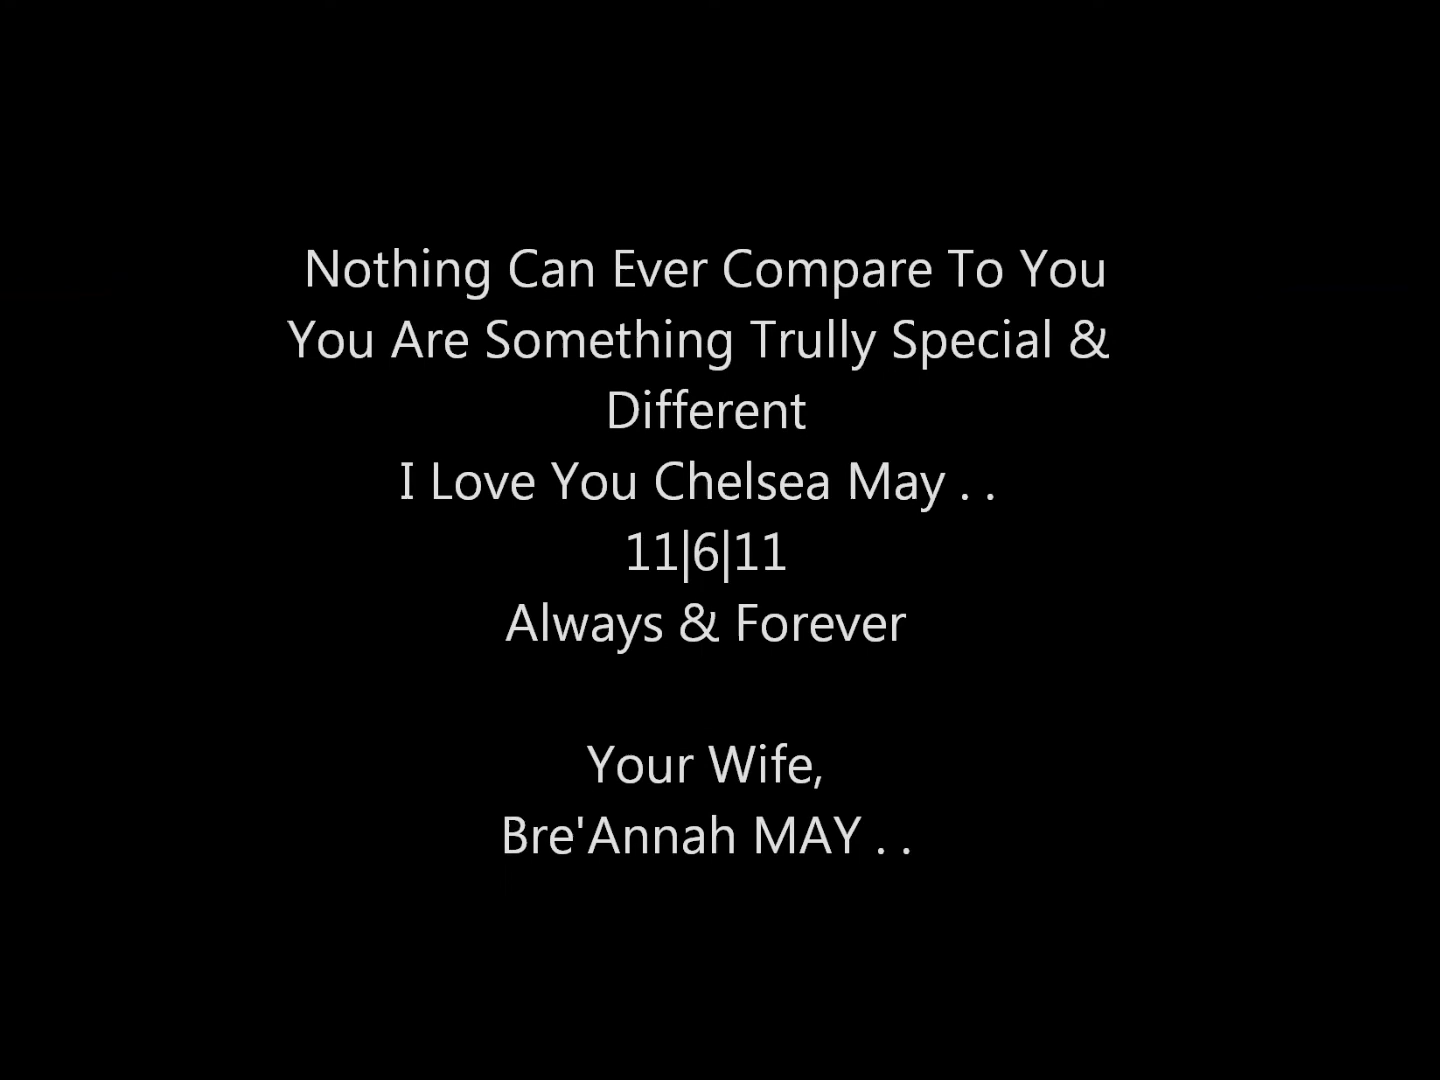 Nothing Can Ever Compare To You
You Are Something Trully Special &
Different
I Love You Chelsea May . .
11|6|11
Always & Forever
Your Wife,
Bre'Annah MAY . .